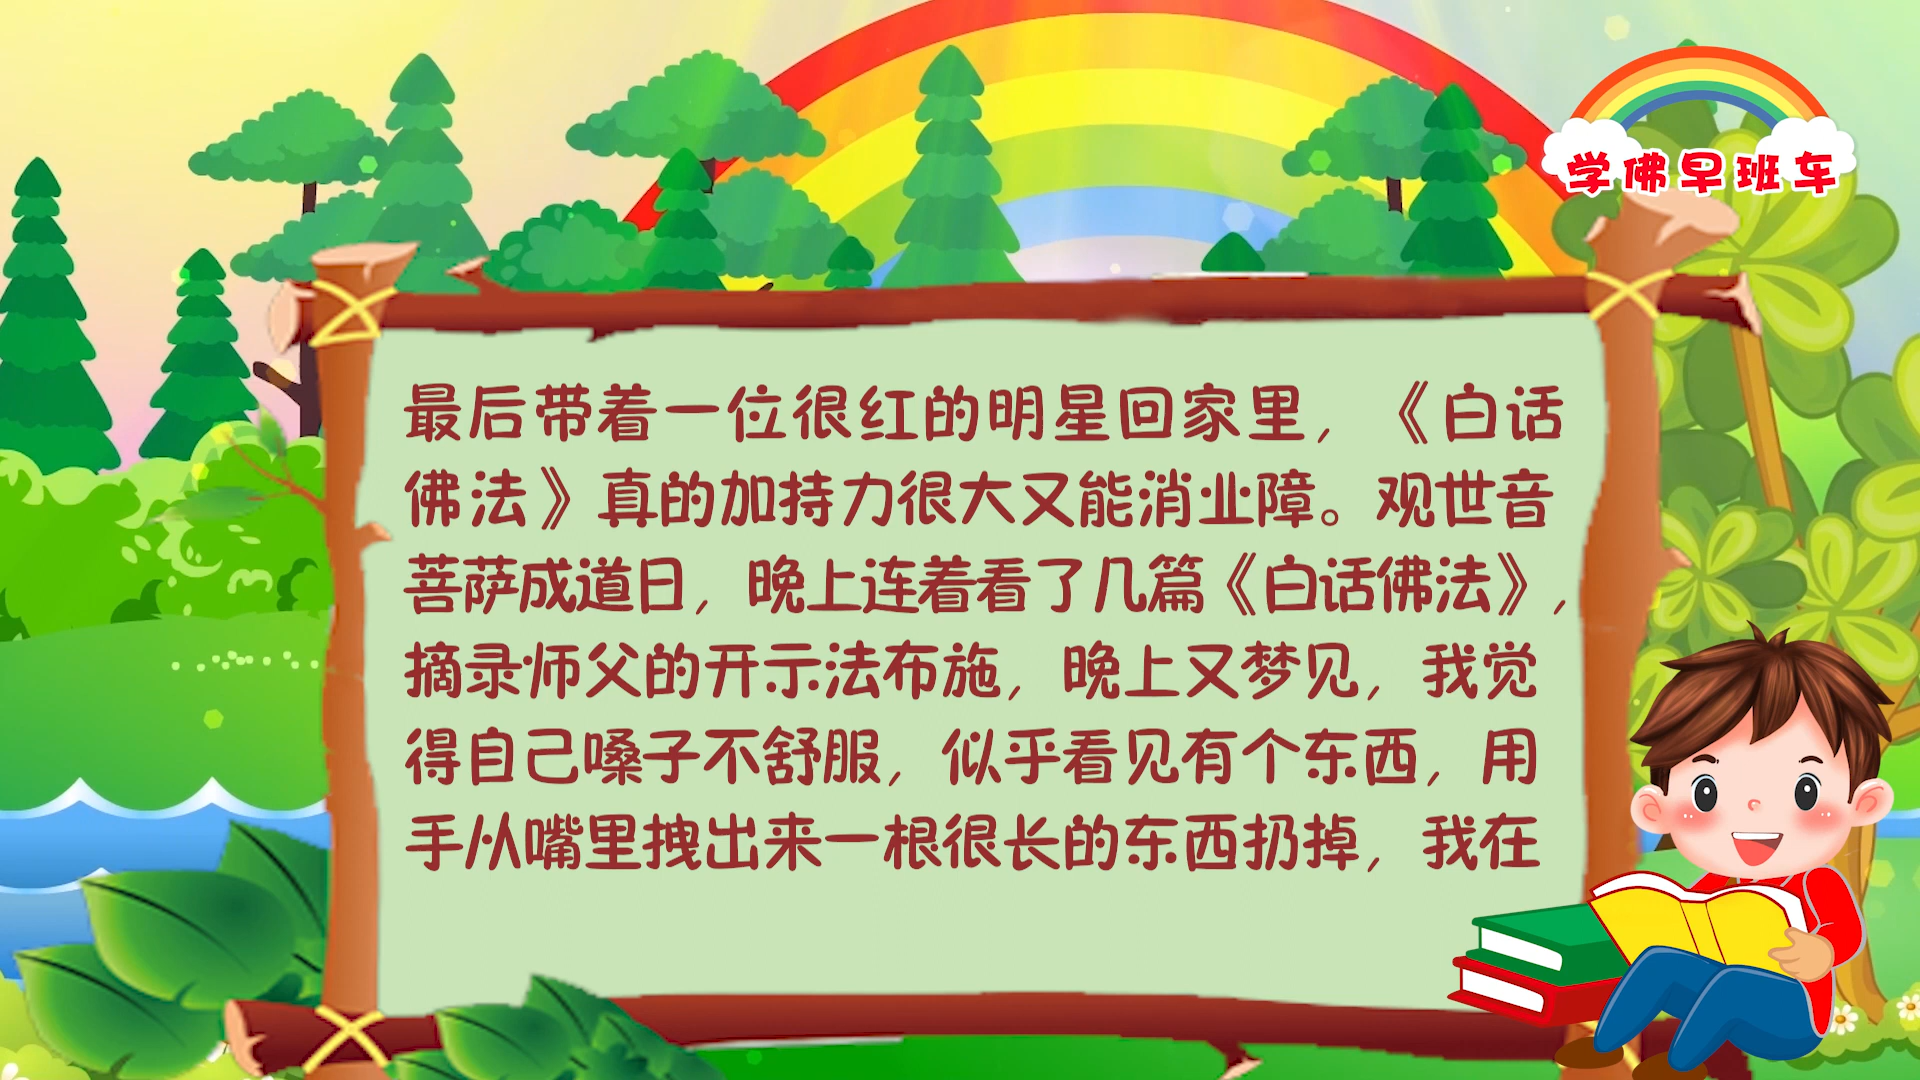 学佛早班车
最后带着一位很红的明星回家里，《白话
佛法》真的加持力很大又能消业障。观世音
菩萨成道日，晚上连着看了几篇《白话佛法》，
摘录师父的开示法布施，晚上又梦见，我觉
得自己嗓子不舒服，似乎看见有个东西，用
手从嘴里拽出来一根很长的东西扔掉，我在